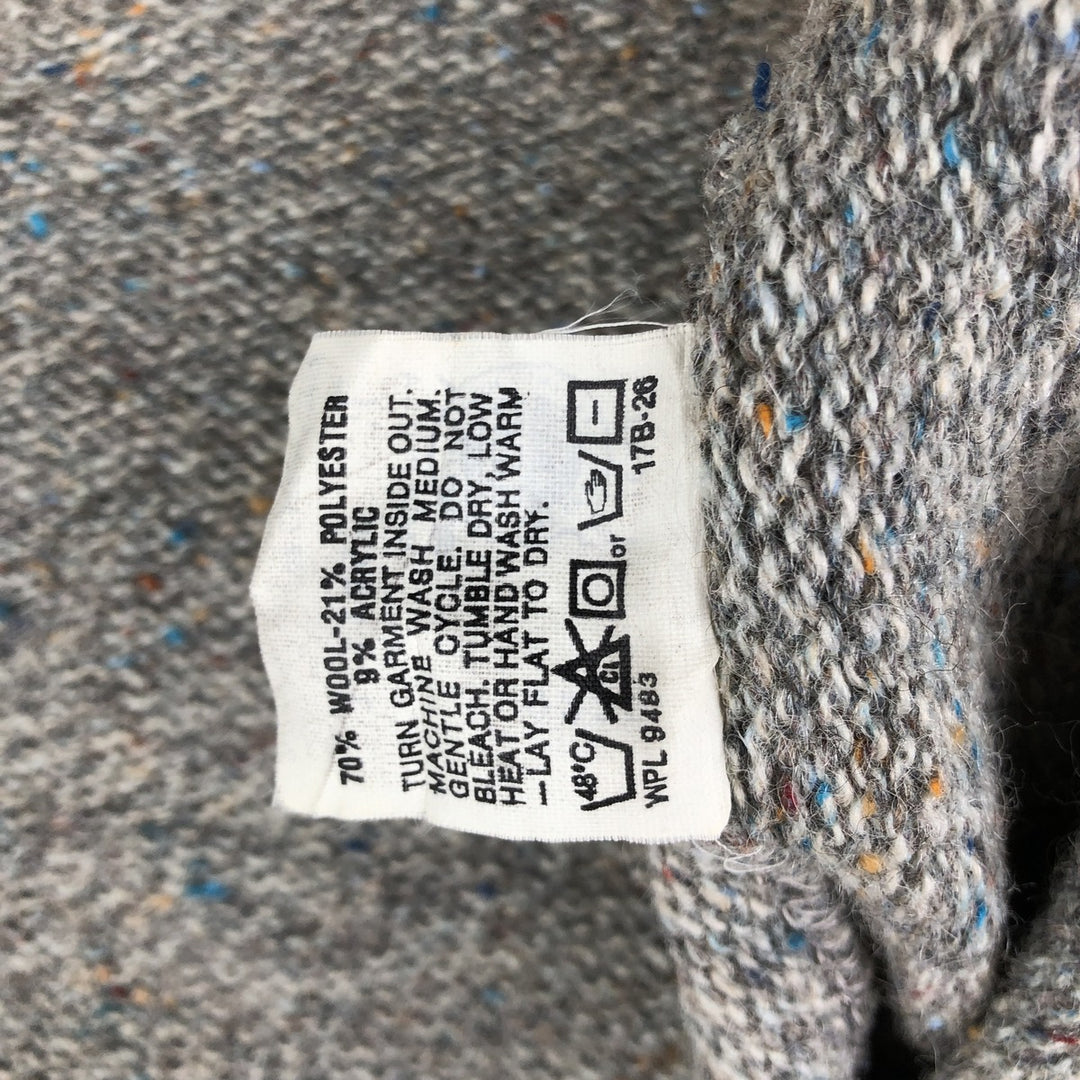 70% WOOL-21% POLYESTER
9% ACRYLIC
TURN GARMENT INSIDE OUT.
MACHINE WASH MEDIUM.
GENTLE CYCLE. DO NOT
BLEACH. TUMBLE DRY, LOW
HEAT OR HAND WASH, WARM
—LAY FLAT TO DRY.
48°C CL or
WPL 9483 17B-26